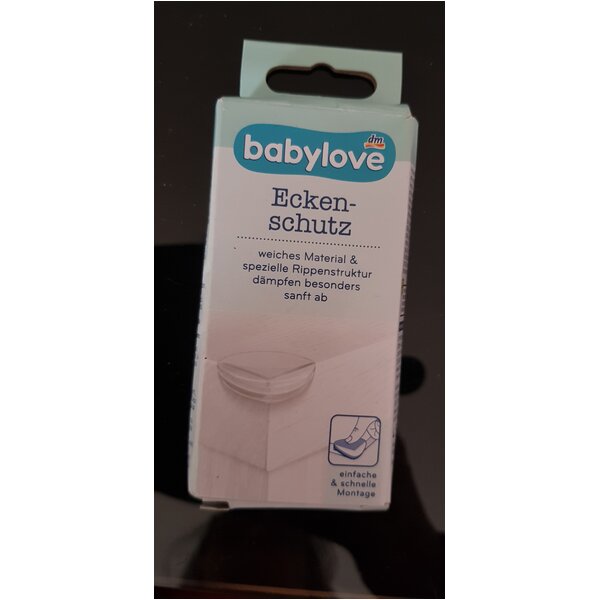 dm
babylove
Ecken-
schutz
weiches Material &
spezielle Rippenstruktur
dämpfen besonders
sanft ab
einfache
& schnelle
Montage